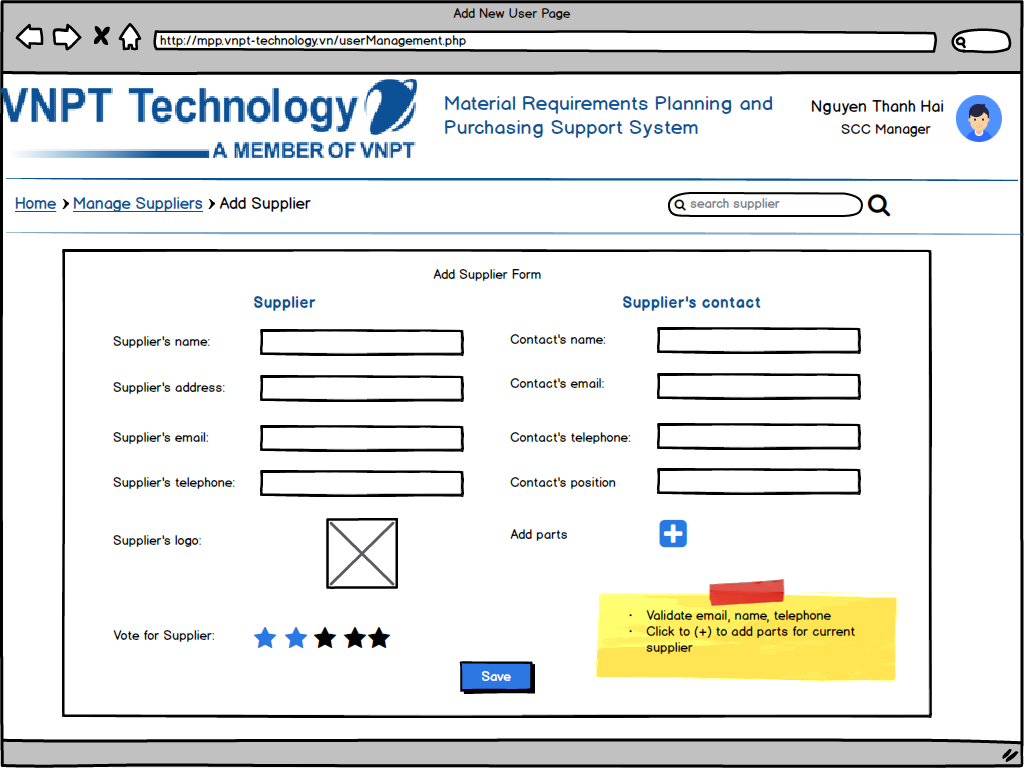 Add New User Page
http://mpp.vnpt-technology.vn/userManagement.php
VNPT Technology
A MEMBER OF VNPT
Material Requirements Planning and
Purchasing Support System
Nguyen Thanh Hai
SCC Manager
Home > Manage Suppliers > Add Supplier
search supplier
Add Supplier Form
Supplier
Supplier's name:
Supplier's address:
Supplier's email:
Supplier's telephone:
Supplier's logo:
Vote for Supplier:
Supplier's contact
Contact's name:
Contact's email:
Contact's telephone:
Contact's position
Add parts
• Validate email, name, telephone
• Click to (+) to add parts for current
supplier
Save